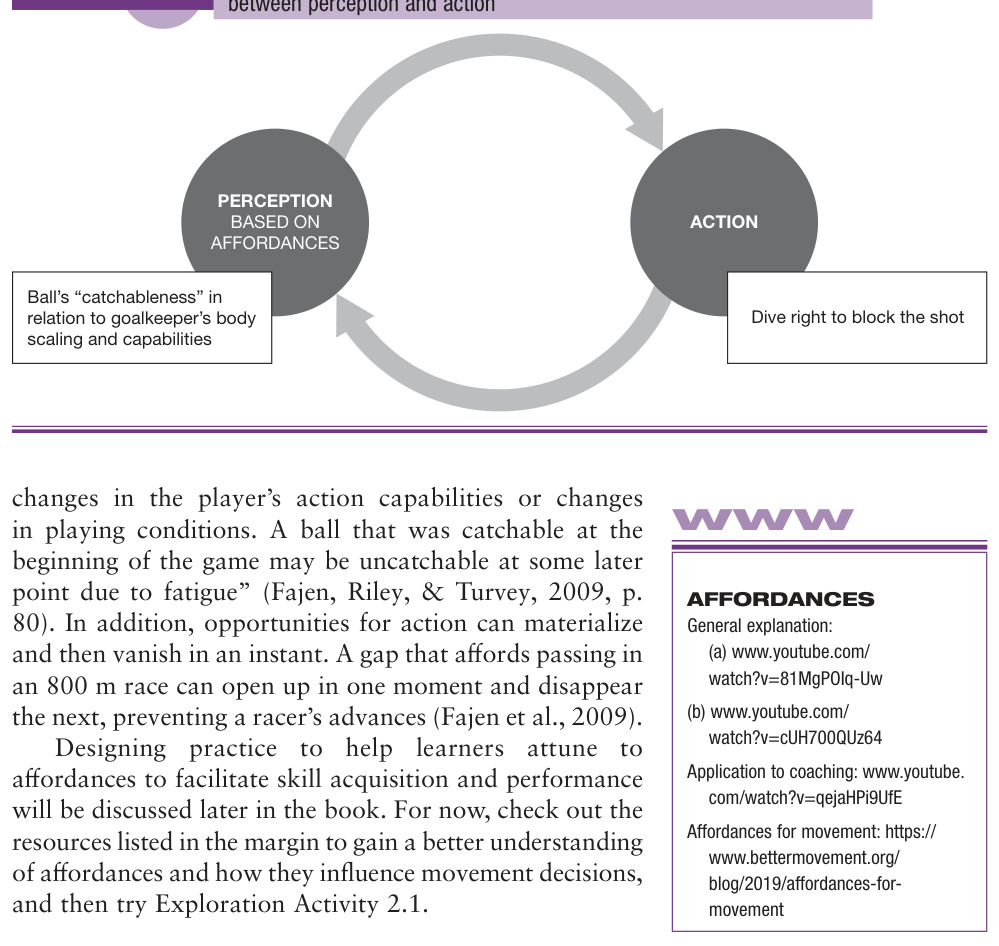 between perception and action
PERCEPTION
BASED ON
AFFORDANCES
ACTION
Ball’s “catchableness” in
relation to goalkeeper’s body
scaling and capabilities
Dive right to block the shot
changes in the player’s action capabilities or changes
in playing conditions. A ball that was catchable at the
beginning of the game may be uncatchable at some later
point due to fatigue” (Fajen, Riley, & Turvey, 2009, p.
80). In addition, opportunities for action can materialize
and then vanish in an instant. A gap that affords passing in
an 800 m race can open up in one moment and disappear
the next, preventing a racer’s advances (Fajen et al., 2009).
Designing practice to help learners attune to
affordances to facilitate skill acquisition and performance
will be discussed later in the book. For now, check out the
resources listed in the margin to gain a better understanding
of affordances and how they influence movement decisions,
and then try Exploration Activity 2.1.
WWW
AFFORDANCES
General explanation:
(a) www.youtube.com/
watch?v=81MgPOIq-Uw
(b) www.youtube.com/
watch?v=cUH700QUz64
Application to coaching: www.youtube.
com/watch?v=qejaHPi9UfE
Affordances for movement: https://
www.bettermovement.org/
blog/2019/affordances-for-
movement